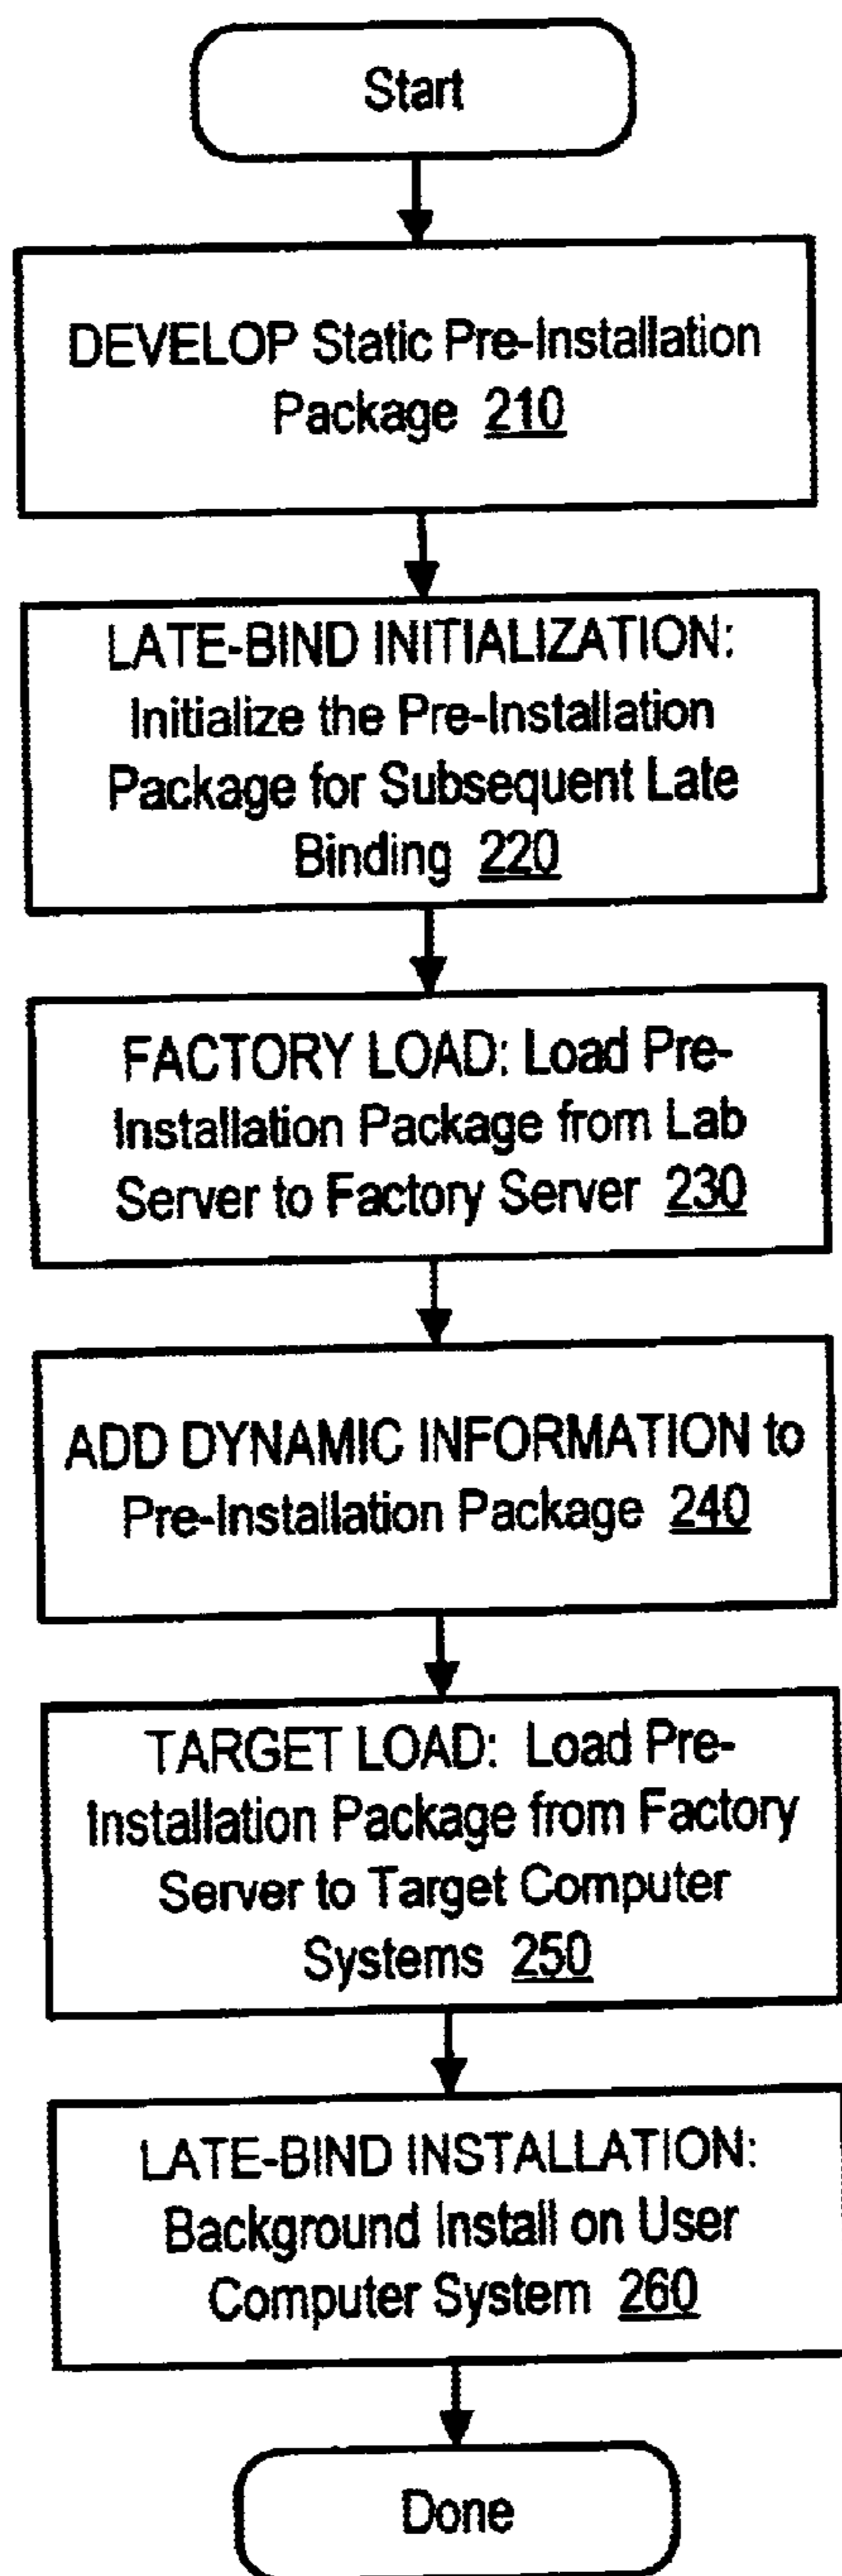 Start
DEVELOP Static Pre-Installation
Package 210
LATE-BIND INITIALIZATION:
Initialize the Pre-Installation
Package for Subsequent Late
Binding 220
FACTORY LOAD: Load Pre-
Installation Package from Lab
Server to Factory Server 230
ADD DYNAMIC INFORMATION to
Pre-Installation Package 240
TARGET LOAD: Load Pre-
Installation Package from Factory
Server to Target Computer
Systems 250
LATE-BIND INSTALLATION:
Background Install on User
Computer System 260
Done